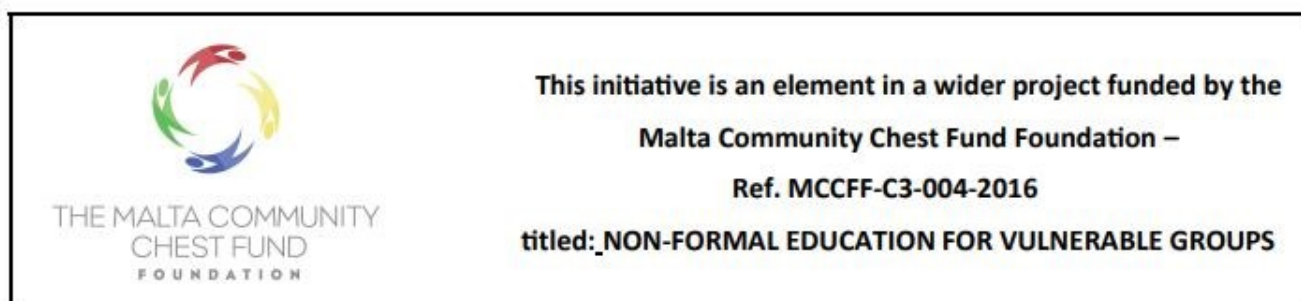 THE MALTA COMMUNITY
CHEST FUND
FOUNDATION
This initiative is an element in a wider project funded by the
Malta Community Chest Fund Foundation –
Ref. MCCFF-C3-004-2016
titled: NON-FORMAL EDUCATION FOR VULNERABLE GROUPS